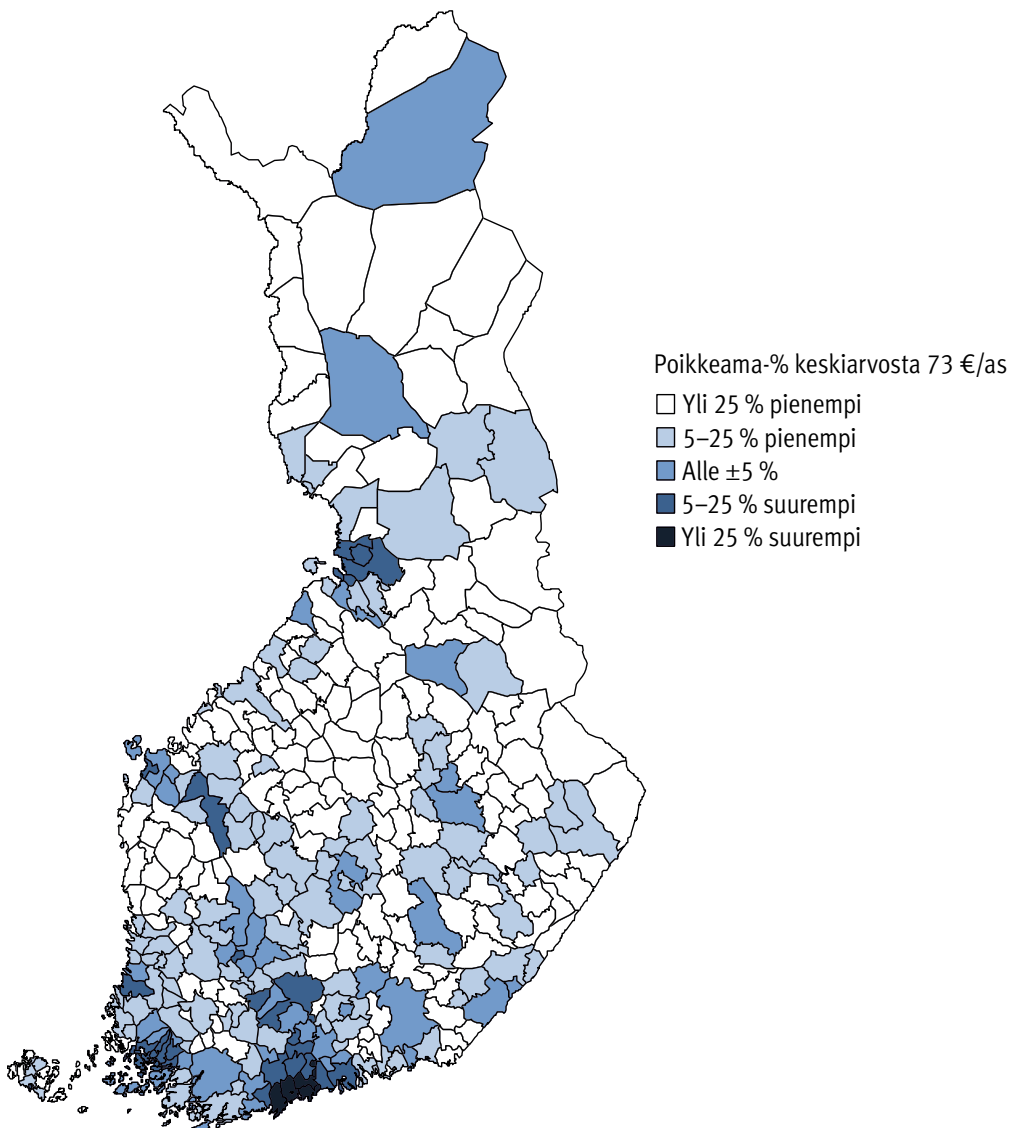 Poikkeama-% keskiarvosta 73 €/as
Yli 25 % pienempi
5–25 % pienempi
Alle ±5 %
5–25 % suurempi
Yli 25 % suurempi